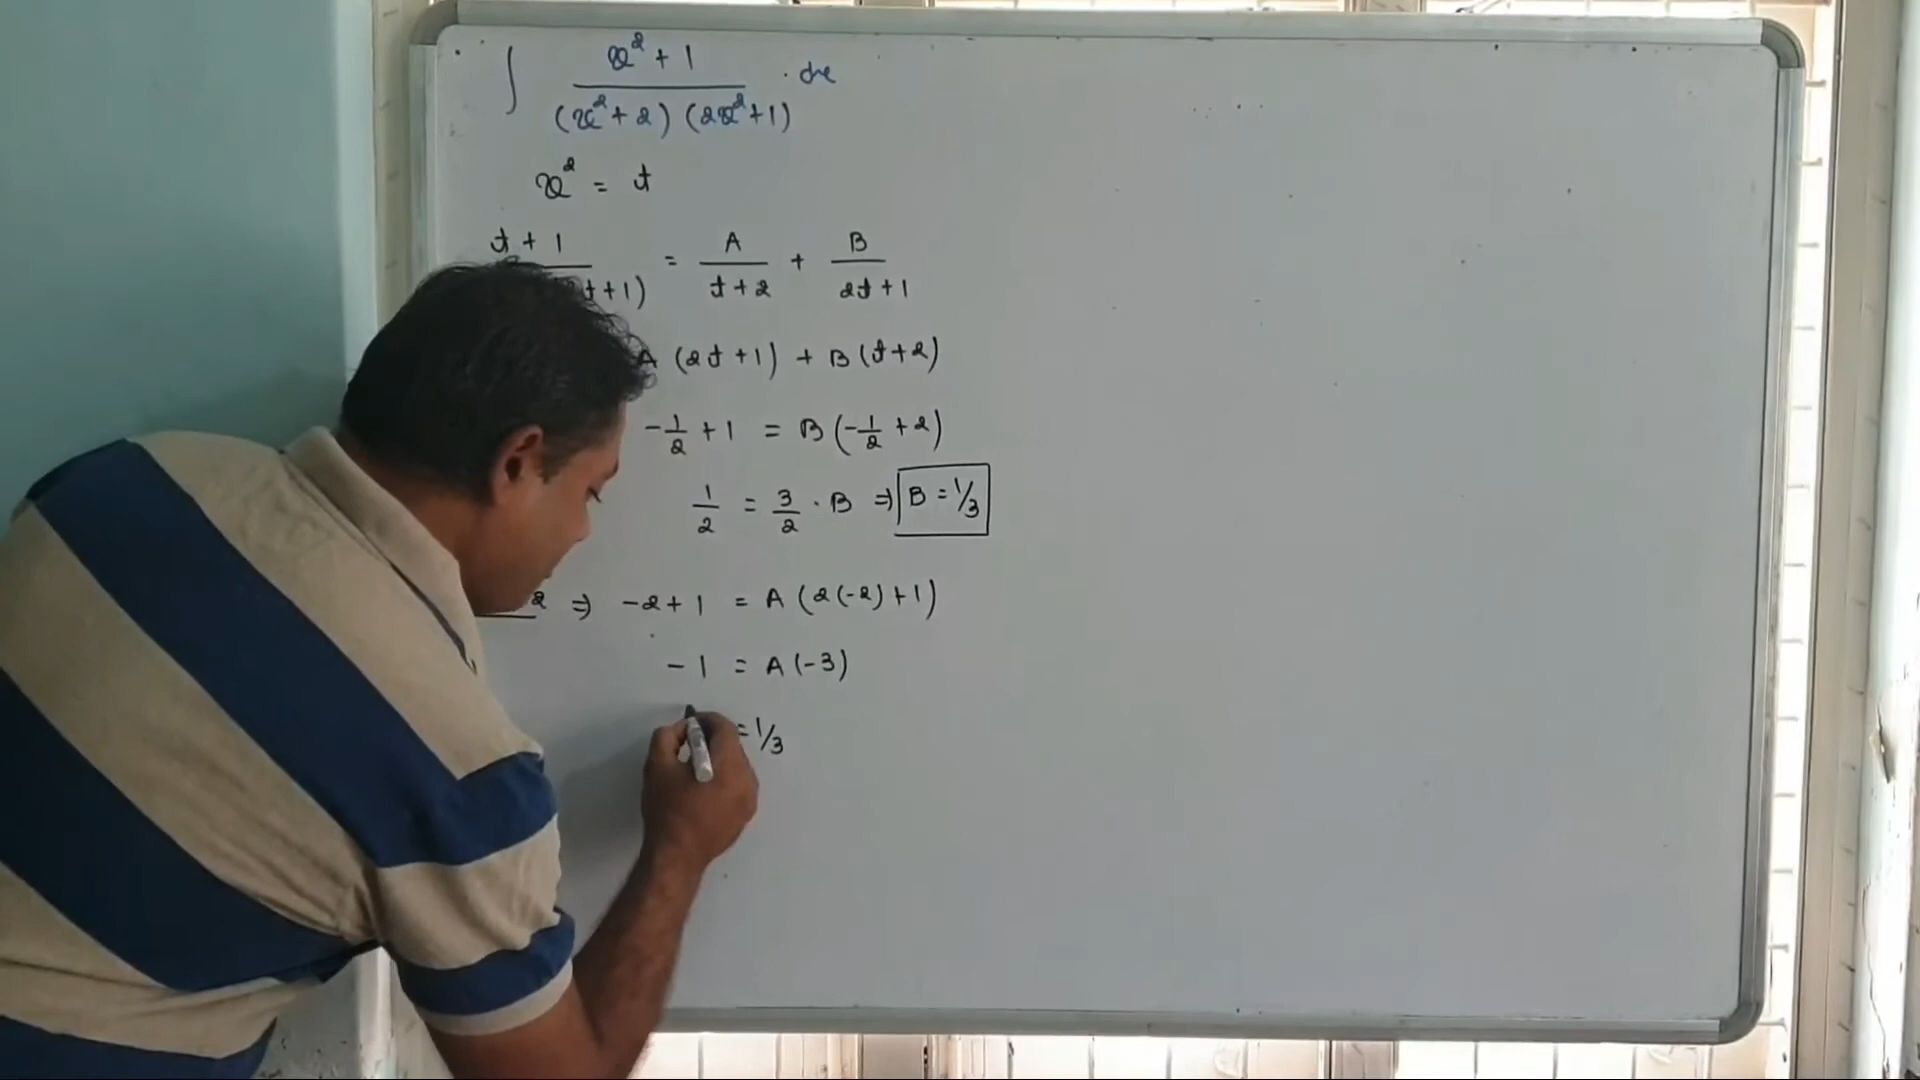 ∫ (x² + 1) / ((x² + 2) (2x² + 1)) · dx
x² = t
t + 1 / t + 1) = A / (t + 2) + B / (2t + 1)
A (2t + 1) + B (t + 2)
-1/2 + 1 = B (-1/2 + 2)
1/2 = 3/2 · B ⇒ B = 1/3
2 ⇒ -2 + 1 = A (2(-2) + 1)
-1 = A (-3)
= 1/3